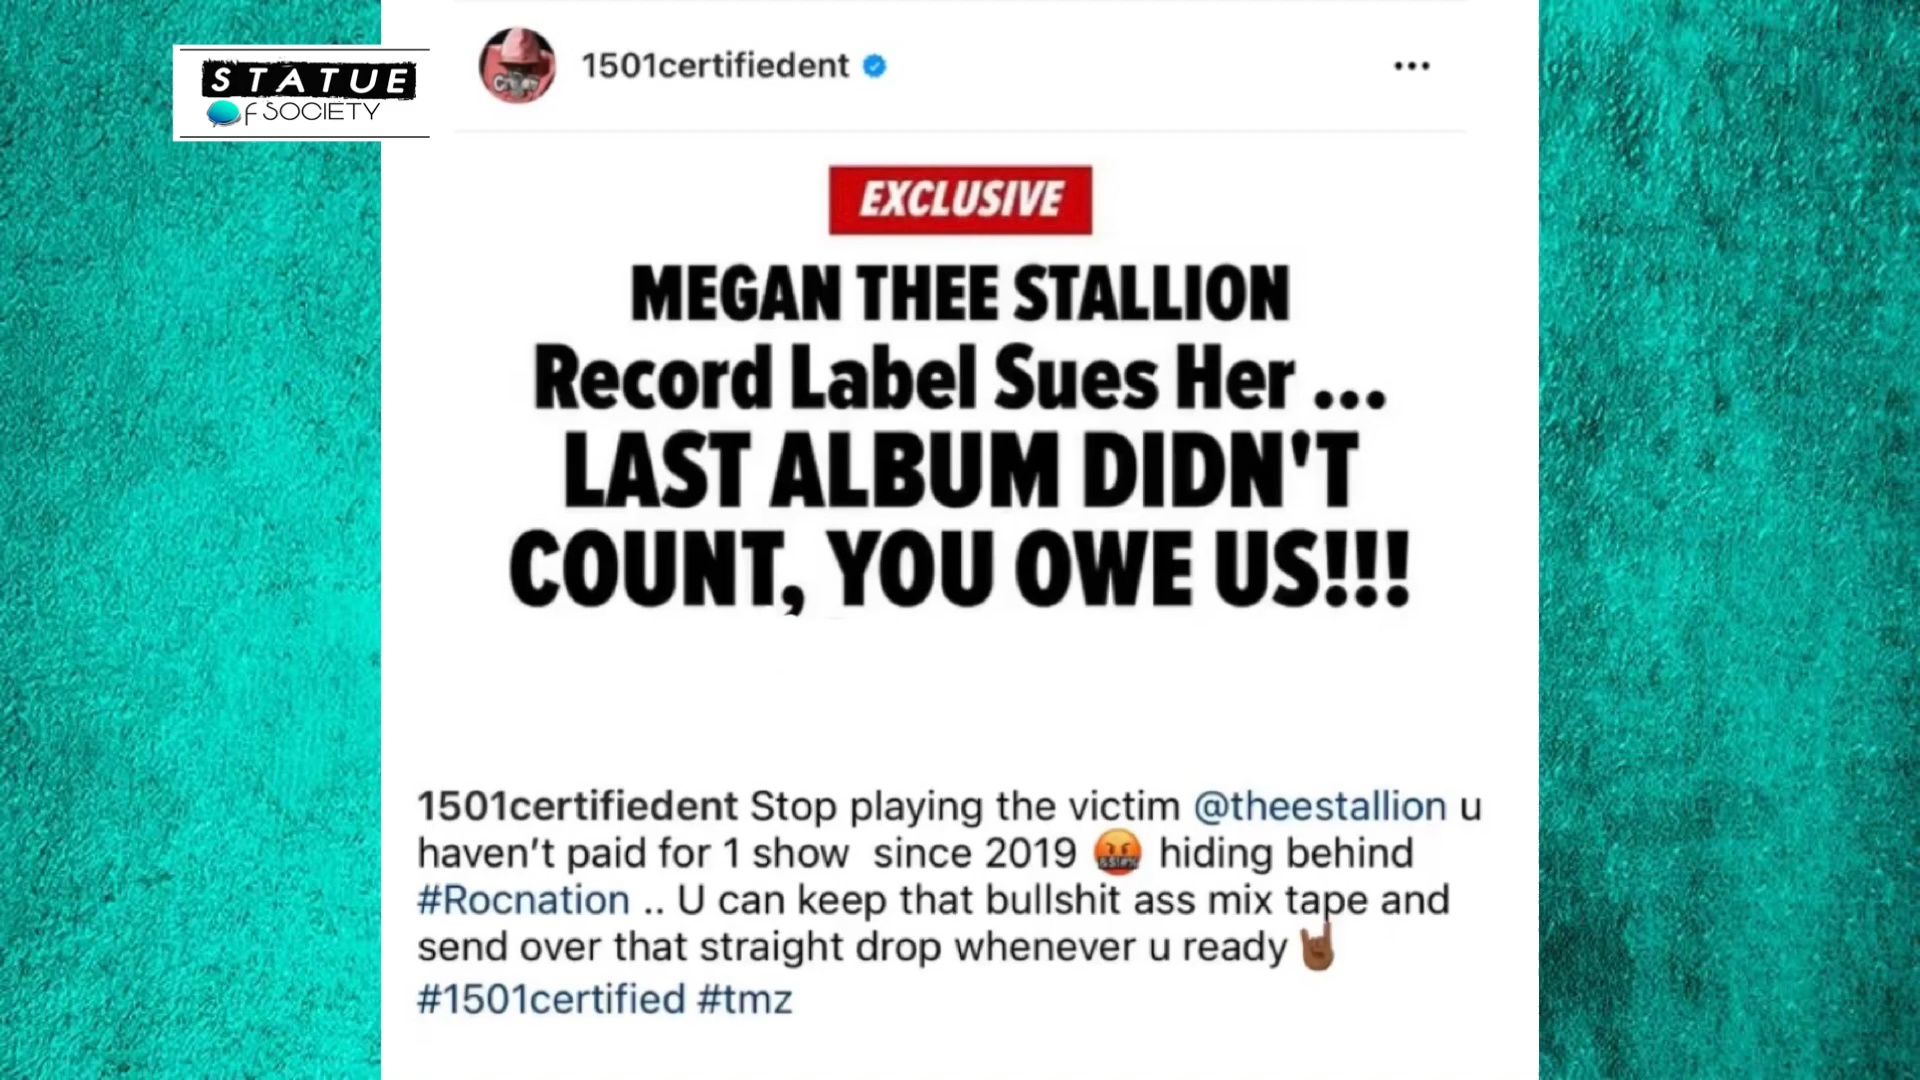 STATUE
Of SOCIETY
1501certifiedent
EXCLUSIVE
MEGAN THEE STALLION
Record Label Sues Her ...
LAST ALBUM DIDN'T
COUNT, YOU OWE US!!!
1501certifiedent Stop playing the victim @theestallion u
haven't paid for 1 show since 2019 🤬 hiding behind
#Rocnation .. U can keep that bullshit ass mix tape and
send over that straight drop whenever u ready 🤘🏾
#1501certified #tmz